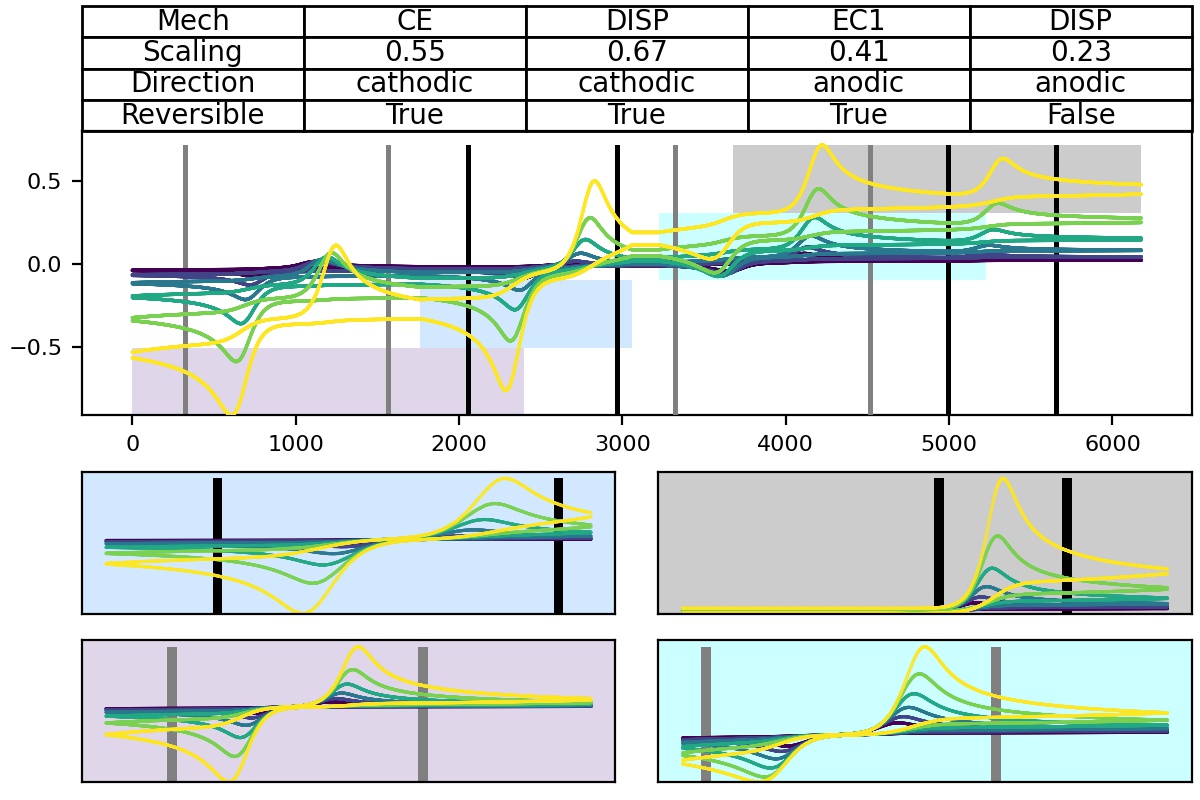 Mech CE DISP EC1 DISP
Scaling 0.55 0.67 0.41 0.23
Direction cathodic cathodic anodic anodic
Reversible True True True False
0.5
0.0
−0.5
0 1000 2000 3000 4000 5000 6000